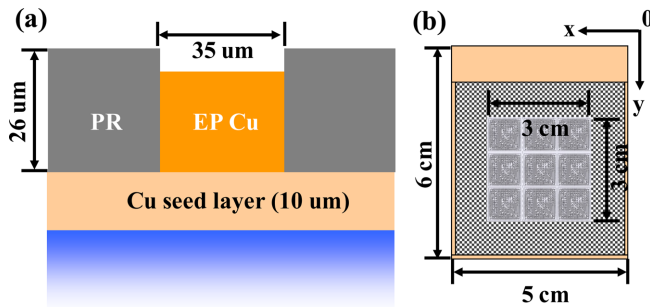 (a)
35 um
26 um
PR
EP Cu
Cu seed layer (10 um)
(b)
0
x
y
3 cm
3 cm
6 cm
5 cm